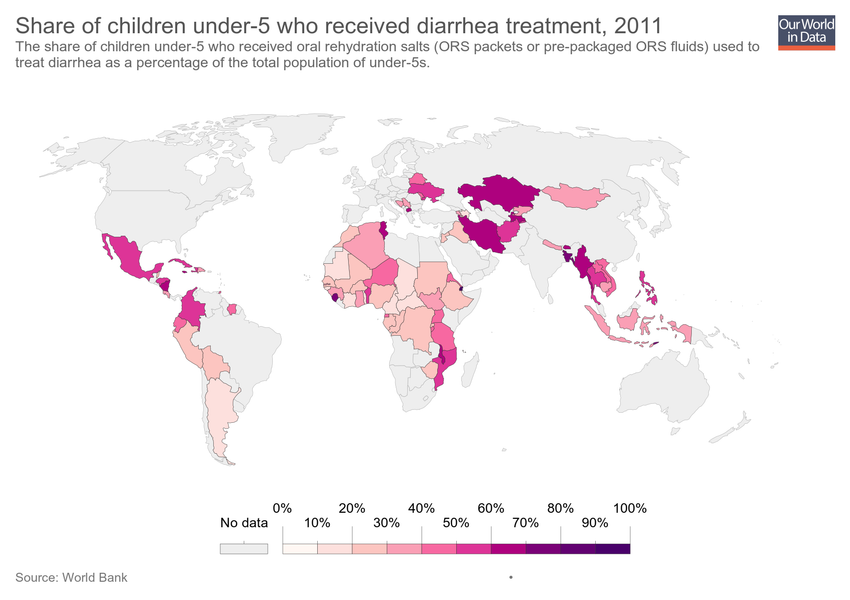 Share of children under-5 who received diarrhea treatment, 2011
Our World
in Data
The share of children under-5 who received oral rehydration salts (ORS packets or pre-packaged ORS fluids) used to
treat diarrhea as a percentage of the total population of under-5s.
0% 20% 40% 60% 80% 100%
No data 10% 30% 50% 70% 90%
Source: World Bank